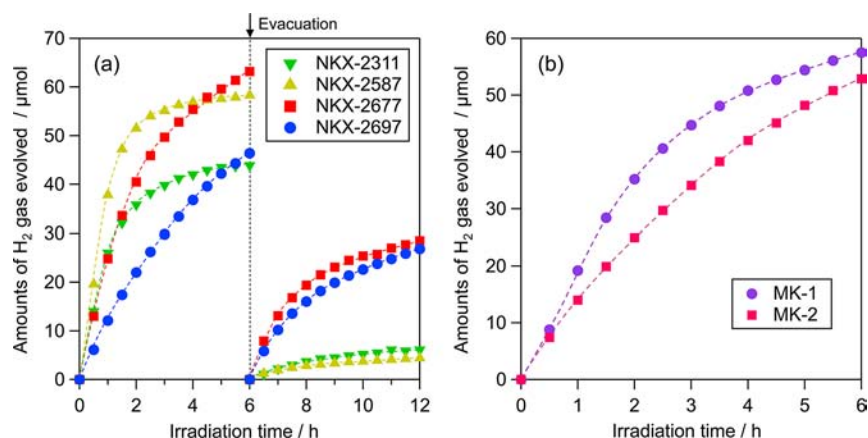 Evacuation
(a)
NKX-2311
NKX-2587
NKX-2677
NKX-2697
Amounts of H₂ gas evolved / µmol
70
60
50
40
30
20
10
0
0 2 4 6 8 10 12
Irradiation time / h
(b)
MK-1
MK-2
Amounts of H₂ gas evolved / µmol
60
50
40
30
20
10
0
0 1 2 3 4 5 6
Irradiation time / h